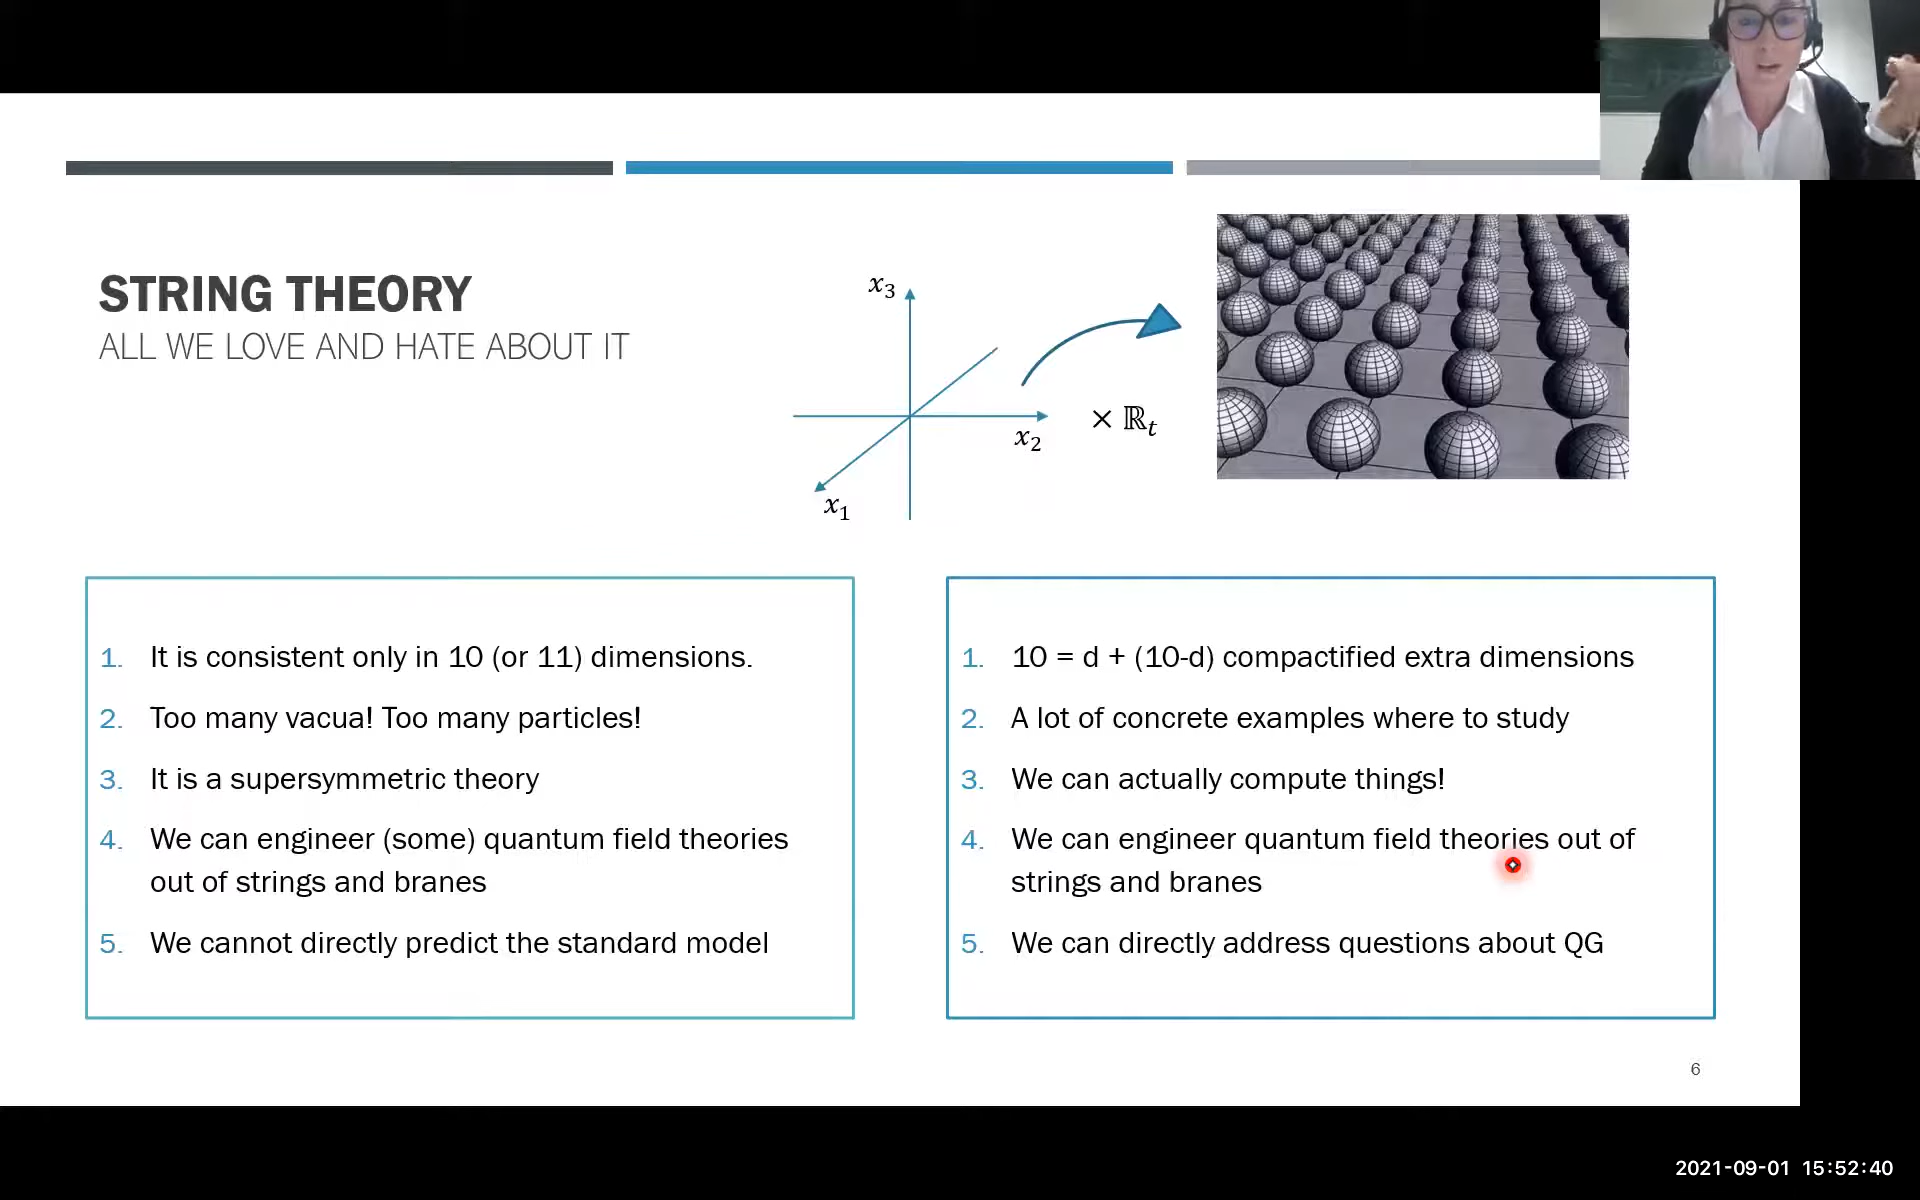 STRING THEORY
ALL WE LOVE AND HATE ABOUT IT
x₃
x₂
x₁
× ℝₜ
1. It is consistent only in 10 (or 11) dimensions.
2. Too many vacua! Too many particles!
3. It is a supersymmetric theory
4. We can engineer (some) quantum field theories
out of strings and branes
5. We cannot directly predict the standard model
1. 10 = d + (10-d) compactified extra dimensions
2. A lot of concrete examples where to study
3. We can actually compute things!
4. We can engineer quantum field theories out of
strings and branes
5. We can directly address questions about QG
6
2021-09-01 15:52:40